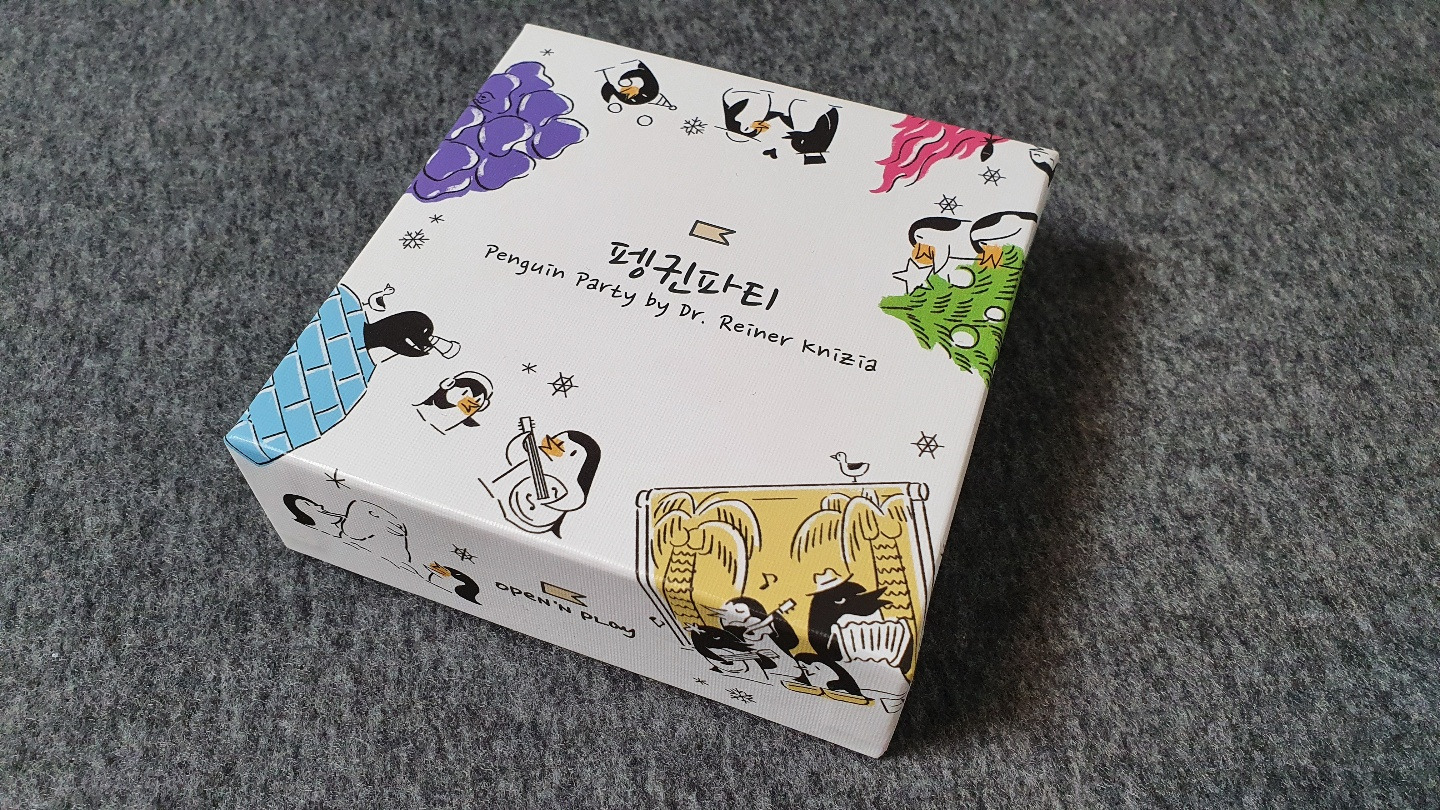 펭귄파티
Penguin Party by Dr. Reiner Knizia
OPEN'N PLAY